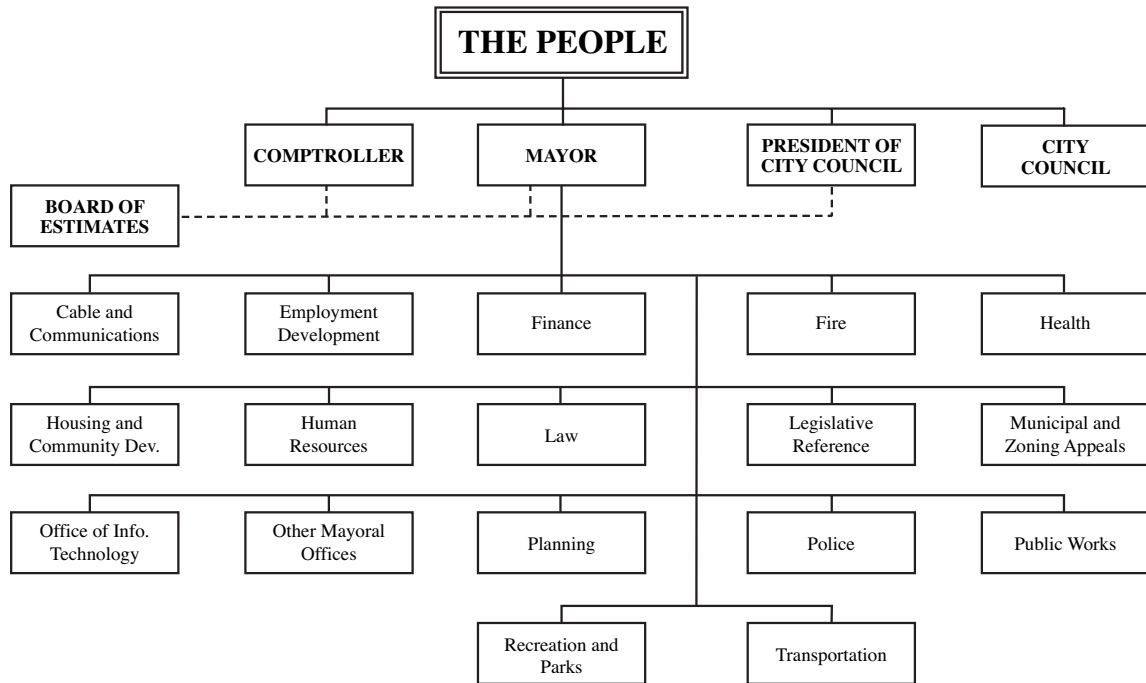 THE PEOPLE
COMPTROLLER
MAYOR
PRESIDENT OF
CITY COUNCIL
CITY
COUNCIL
BOARD OF
ESTIMATES
Cable and
Communications
Employment
Development
Finance
Fire
Health
Housing and
Community Dev.
Human
Resources
Law
Legislative
Reference
Municipal and
Zoning Appeals
Office of Info.
Technology
Other Mayoral
Offices
Planning
Police
Public Works
Recreation and
Parks
Transportation